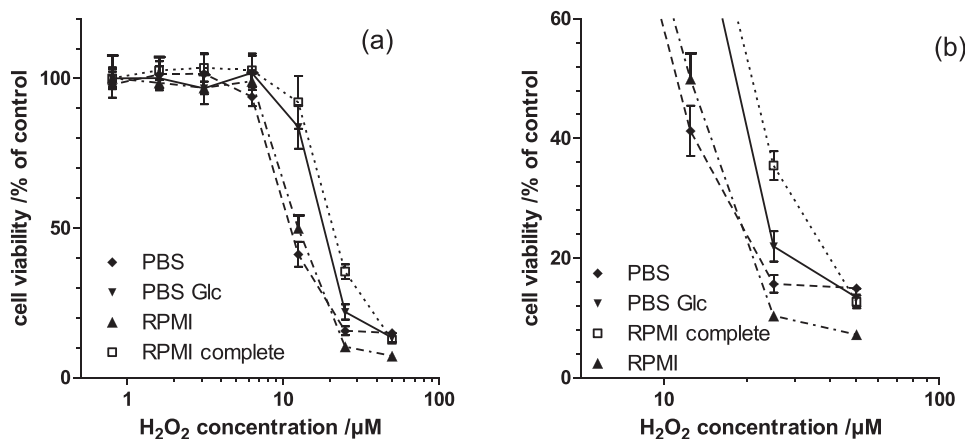 (a)
cell viability /% of control
100
50
0
PBS
PBS Glc
RPMI
RPMI complete
1
10
100
H₂O₂ concentration /µM
(b)
cell viability /% of control
60
40
20
0
PBS
PBS Glc
RPMI complete
RPMI
10
100
H₂O₂ concentration /µM